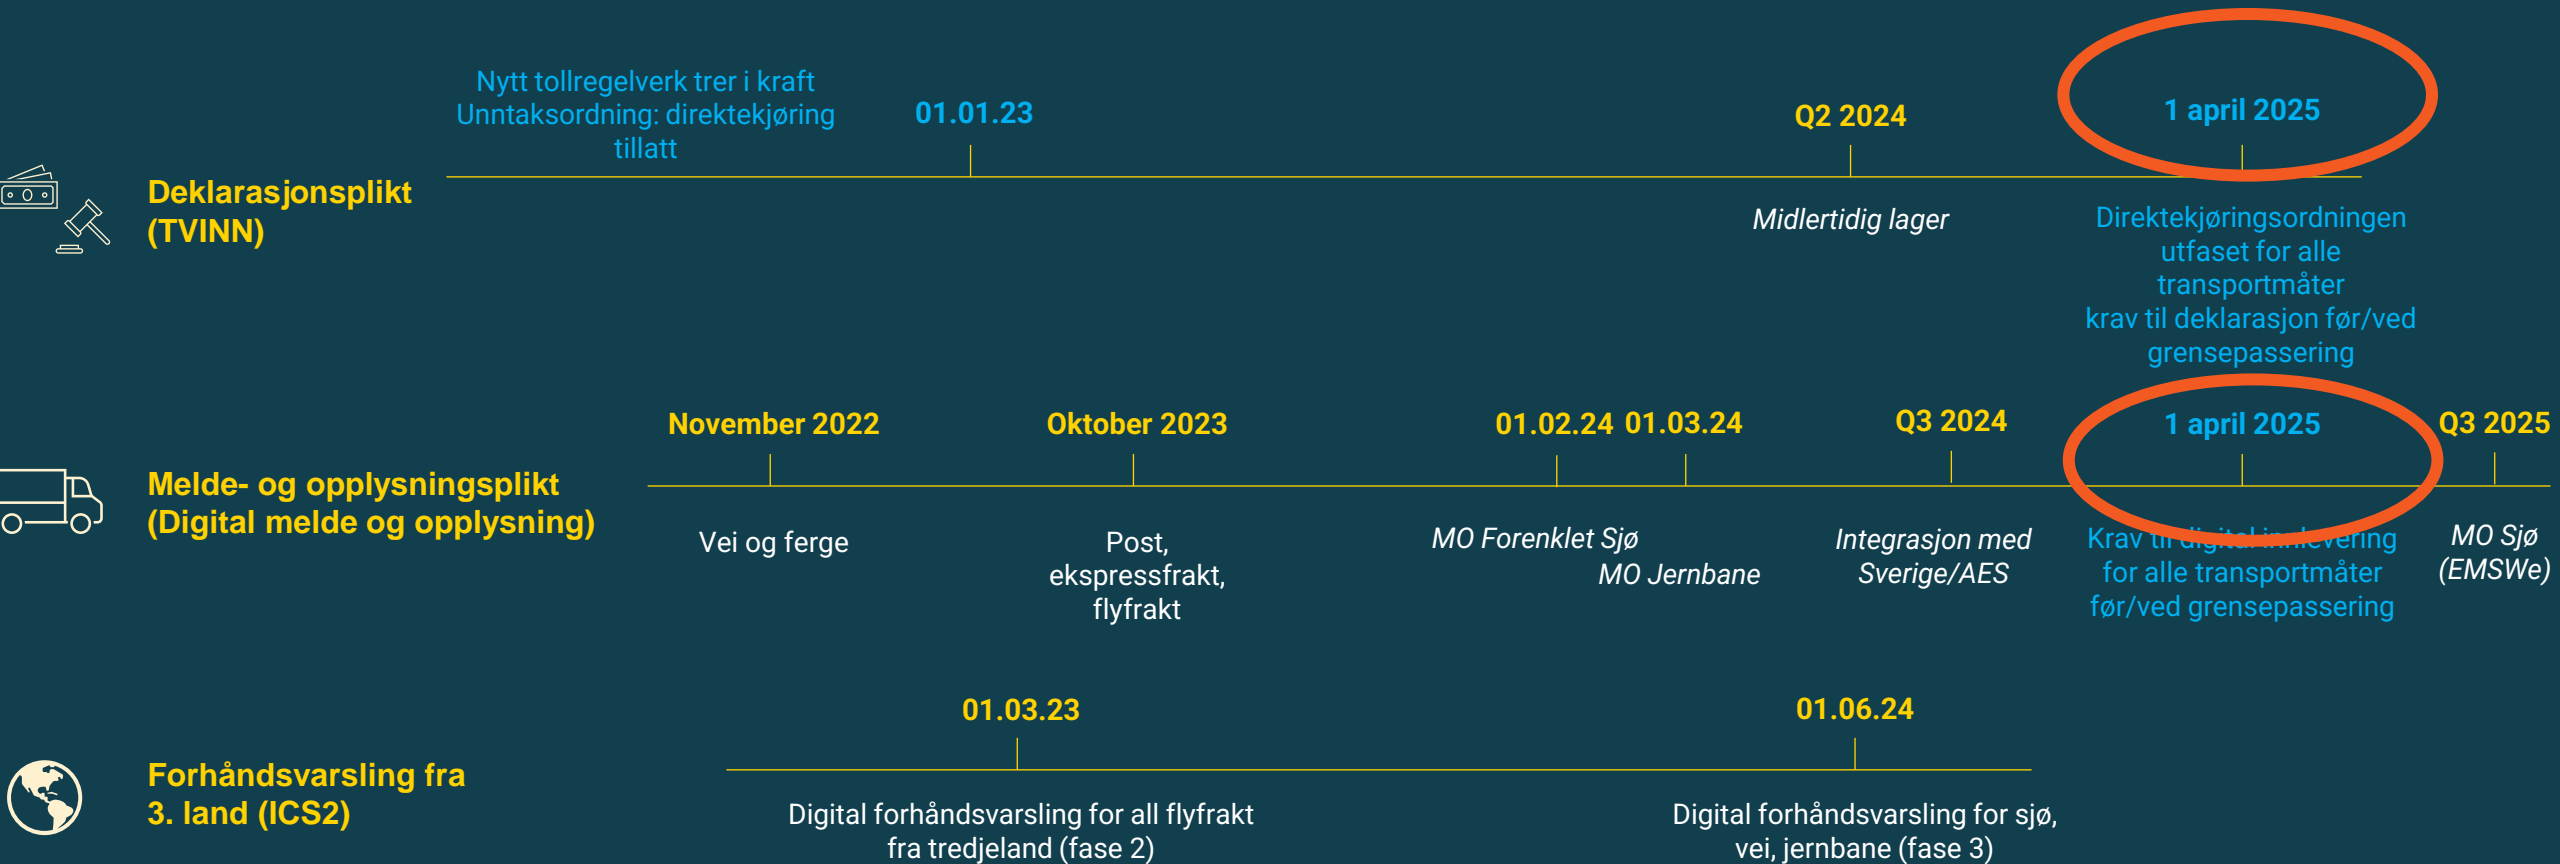 Nytt tollregelverk trer i kraft
Unntaksordning: direktekjøring
tillatt
01.01.23
Q2 2024
1 april 2025
Deklarasjonsplikt
(TVINN)
Midlertidig lager
Direktekjøringsordningen
utfaset for alle
transportmåter
krav til deklarasjon før/ved
grensepassering
November 2022
Oktober 2023
01.02.24
01.03.24
Q3 2024
1 april 2025
Q3 2025
Melde- og opplysningsplikt
(Digital melde og opplysning)
Vei og ferge
Post,
ekspressfrakt,
flyfrakt
MO Forenklet Sjø
MO Jernbane
Integrasjon med
Sverige/AES
Krav til digital innlevering
for alle transportmåter
før/ved grensepassering
MO Sjø
(EMSWe)
01.03.23
01.06.24
Forhåndsvarsling fra
3. land (ICS2)
Digital forhåndsvarsling for all flyfrakt
fra tredjeland (fase 2)
Digital forhåndsvarsling for sjø,
vei, jernbane (fase 3)